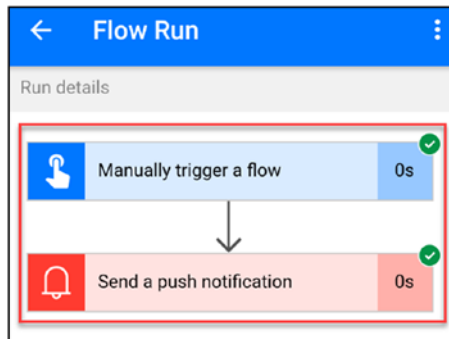 Flow Run
Run details
Manually trigger a flow 0s
Send a push notification 0s